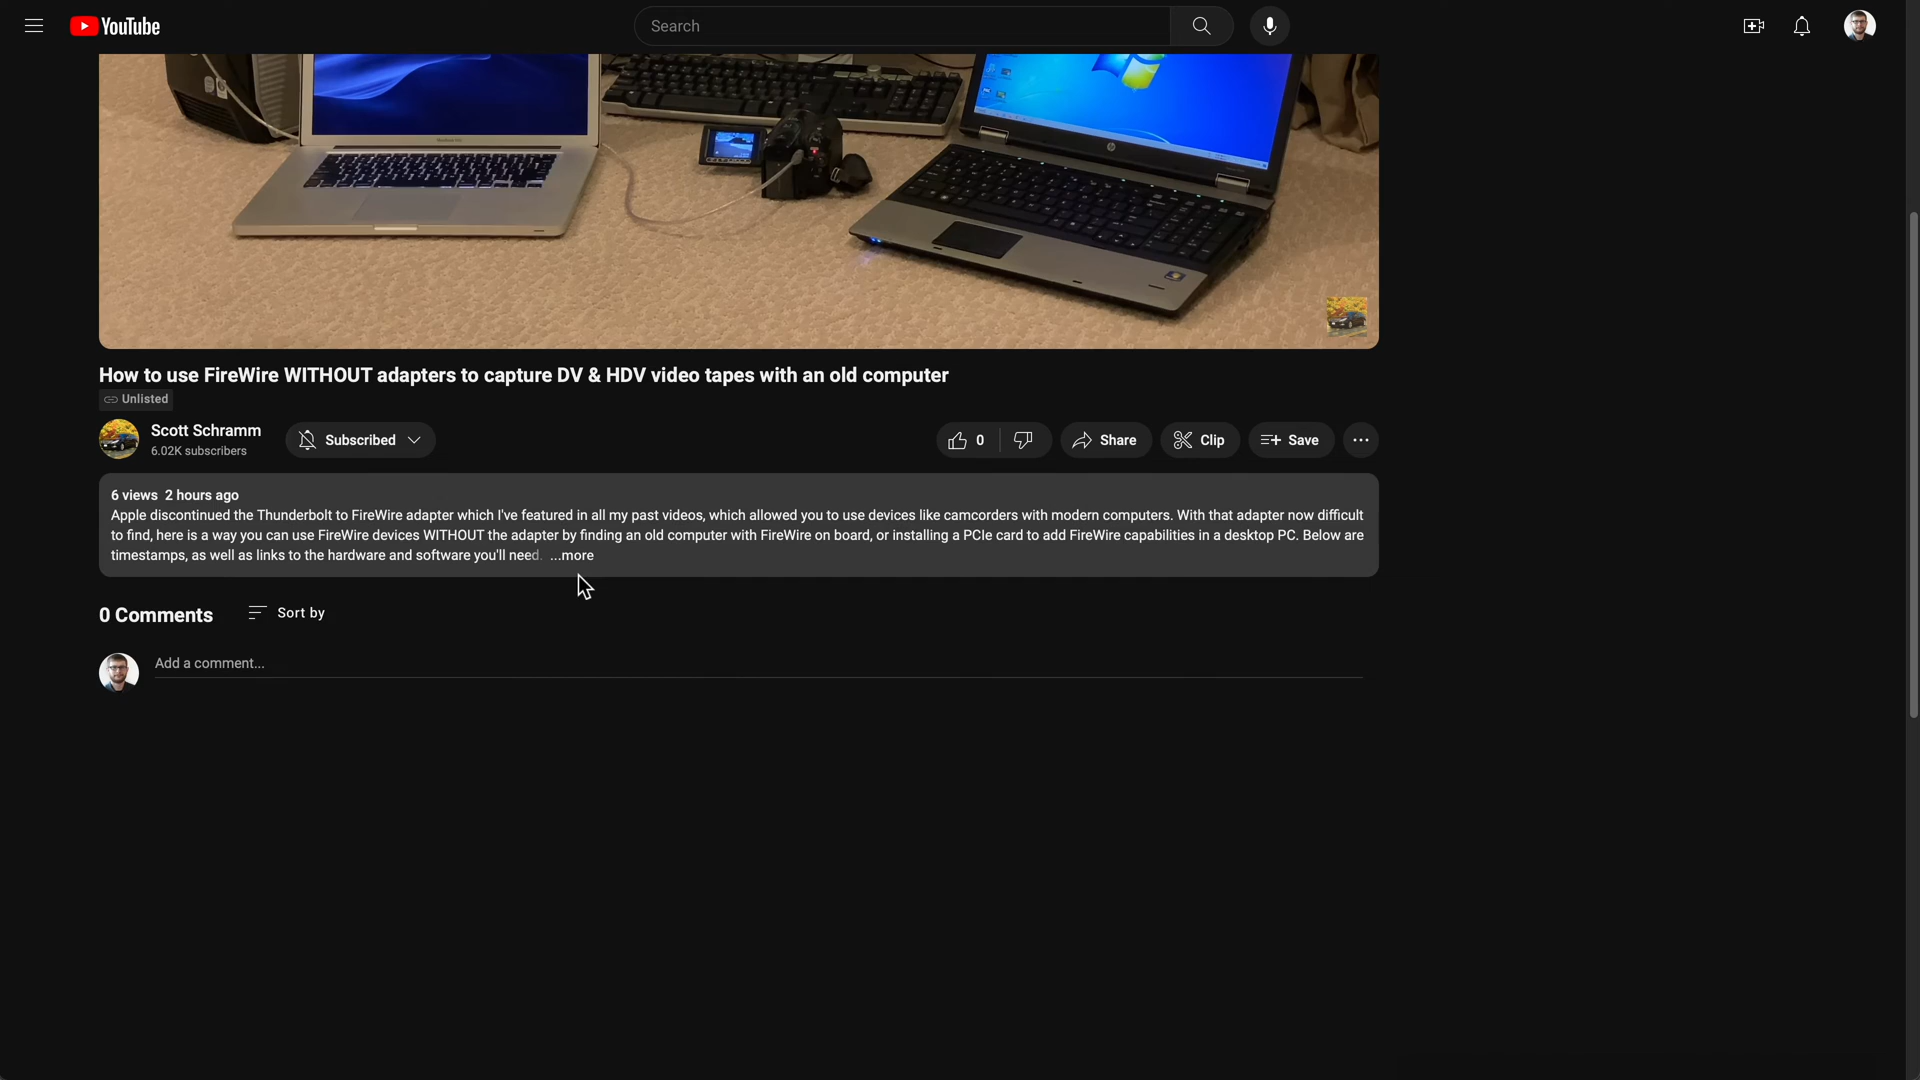 YouTube
Search
How to use FireWire WITHOUT adapters to capture DV & HDV video tapes with an old computer
Unlisted
Scott Schramm
6.02K subscribers
Subscribed
0
Share
Clip
Save
6 views 2 hours ago
Apple discontinued the Thunderbolt to FireWire adapter which I've featured in all my past videos, which allowed you to use devices like camcorders with modern computers. With that adapter now difficult
to find, here is a way you can use FireWire devices WITHOUT the adapter by finding an old computer with FireWire on board, or installing a PCIe card to add FireWire capabilities in a desktop PC. Below are
timestamps, as well as links to the hardware and software you'll need. ...more
0 Comments
Sort by
Add a comment...